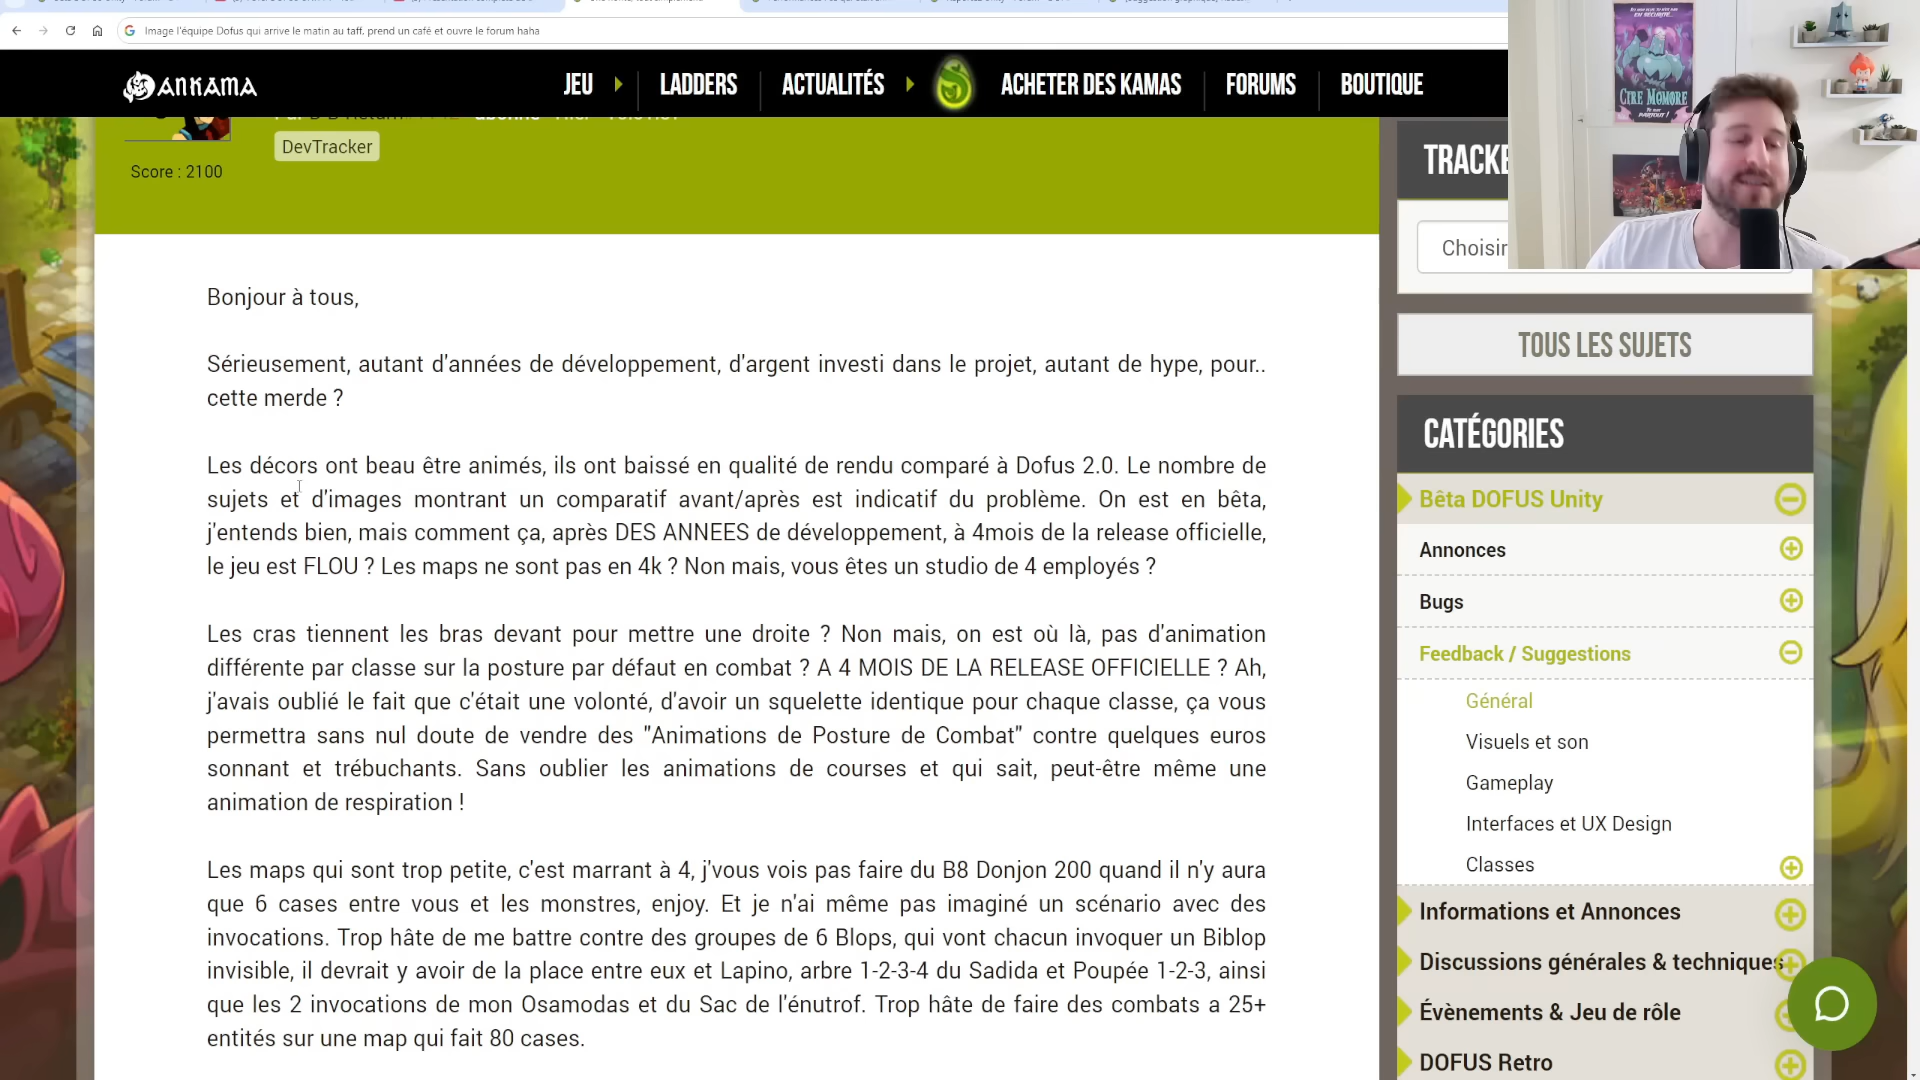 Image l'équipe Dofus qui arrive le matin au taff, prend un café et ouvre le forum haha
ANKAMA
JEU
LADDERS
ACTUALITÉS
ACHETER DES KAMAS
FORUMS
BOUTIQUE
DevTracker
Score : 2100
Bonjour à tous,
Sérieusement, autant d'années de développement, d'argent investi dans le projet, autant de hype, pour..
cette merde ?
Les décors ont beau être animés, ils ont baissé en qualité de rendu comparé à Dofus 2.0. Le nombre de
sujets et d'images montrant un comparatif avant/après est indicatif du problème. On est en bêta,
j'entends bien, mais comment ça, après DES ANNEES de développement, à 4mois de la release officielle,
le jeu est FLOU ? Les maps ne sont pas en 4k ? Non mais, vous êtes un studio de 4 employés ?
Les cras tiennent les bras devant pour mettre une droite ? Non mais, on est où là, pas d'animation
différente par classe sur la posture par défaut en combat ? A 4 MOIS DE LA RELEASE OFFICIELLE ? Ah,
j'avais oublié le fait que c'était une volonté, d'avoir un squelette identique pour chaque classe, ça vous
permettra sans nul doute de vendre des "Animations de Posture de Combat" contre quelques euros
sonnant et trébuchants. Sans oublier les animations de courses et qui sait, peut-être même une
animation de respiration !
Les maps qui sont trop petite, c'est marrant à 4, j'vous vois pas faire du B8 Donjon 200 quand il n'y aura
que 6 cases entre vous et les monstres, enjoy. Et je n'ai même pas imaginé un scénario avec des
invocations. Trop hâte de me battre contre des groupes de 6 Blops, qui vont chacun invoquer un Biblop
invisible, il devrait y avoir de la place entre eux et Lapino, arbre 1-2-3-4 du Sadida et Poupée 1-2-3, ainsi
que les 2 invocations de mon Osamodas et du Sac de l'énutrof. Trop hâte de faire des combats a 25+
entités sur une map qui fait 80 cases.
TRACKE
Choisir
TOUS LES SUJETS
CATÉGORIES
Bêta DOFUS Unity
Annonces
Bugs
Feedback / Suggestions
Général
Visuels et son
Gameplay
Interfaces et UX Design
Classes
Informations et Annonces
Discussions générales & techniques
Évènements & Jeu de rôle
DOFUS Retro